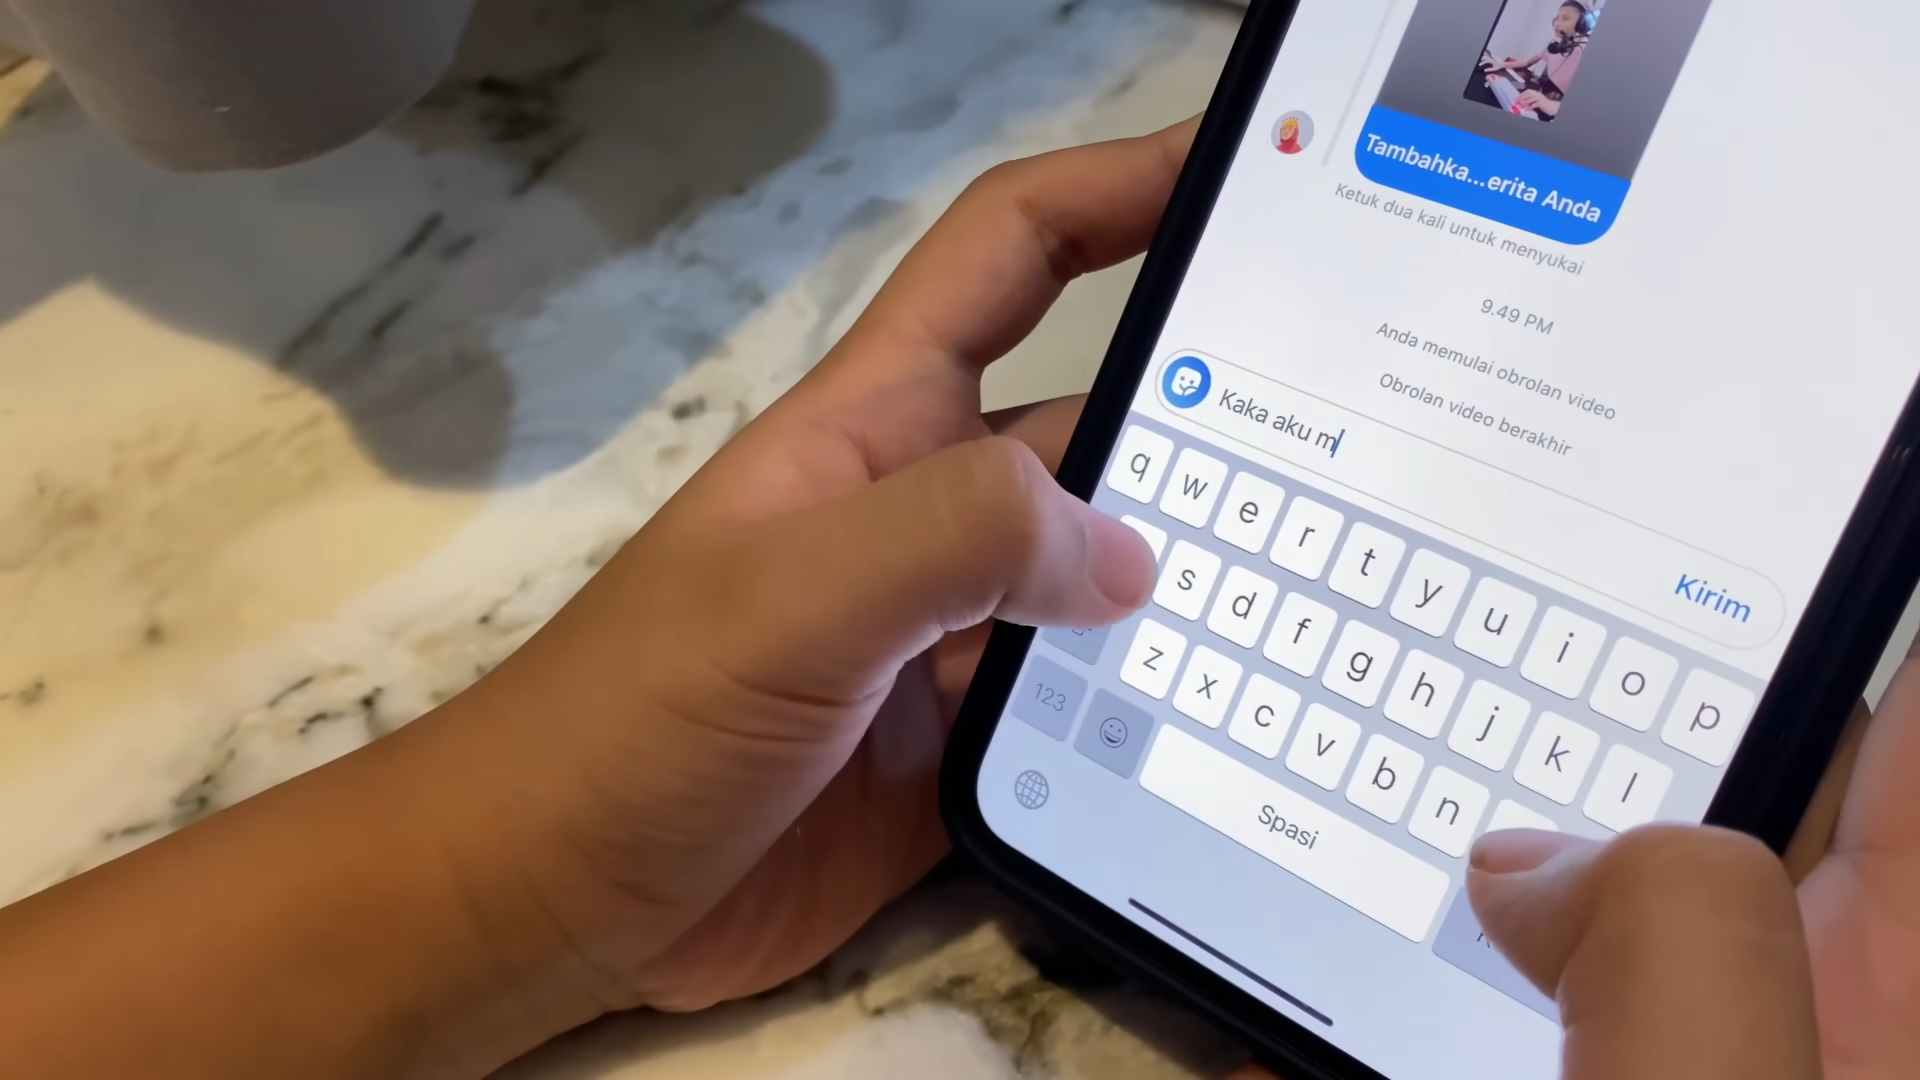 Tambahka...erita Anda
Ketuk dua kali untuk menyukai
9.49 PM
Anda memulai obrolan video
Obrolan video berakhir
Kaka aku m
Kirim
q w e r t y u i o p
s d f g h j k l
z x c v b n
123
Spasi